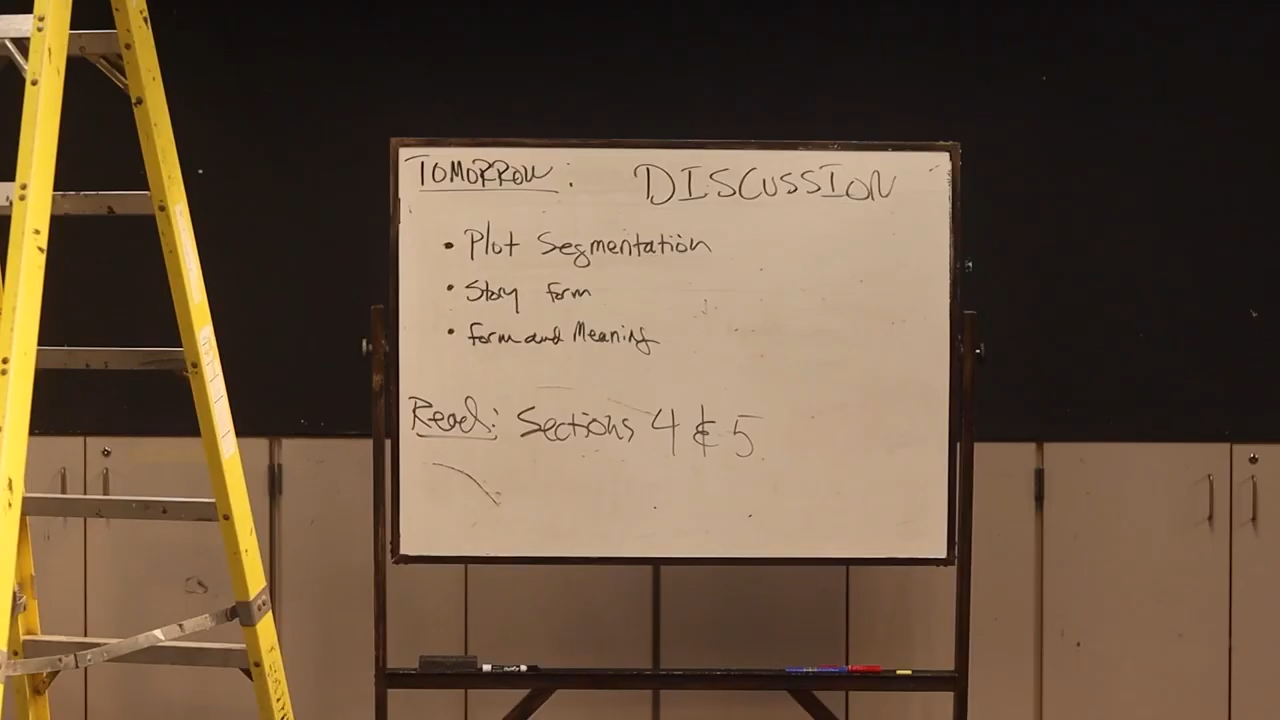 TOMORROW: DISCUSSION
• Plot Segmentation
• Story form
• form and Meaning
Read: Sections 4 & 5